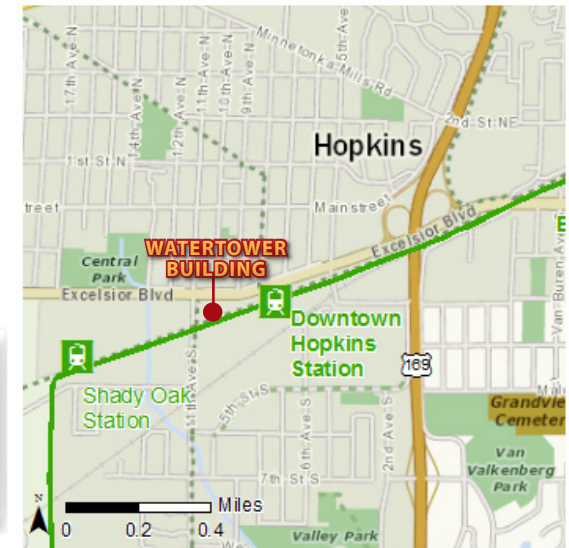 17th Ave N
14th Ave N
12th Ave N
11th Ave N
10th Ave N
9th Ave N
5th Ave N
Minnetonka Mills Rd
2nd St NE
Hopkins
1st St N
treet
Mainstreet
Excelsior Blvd
WATERTOWER
BUILDING
Central
Park
Excelsior Blvd
E
Van Buren Ave
Downtown
Hopkins
Station
169
Shady Oak
Station
11th Ave S
5th St S
6th Ave S
2nd Ave S
7th St S
Grandvie
Cemeter
Van
Valkenberg
Park
Valley Park
N
Miles
0 0.2 0.4